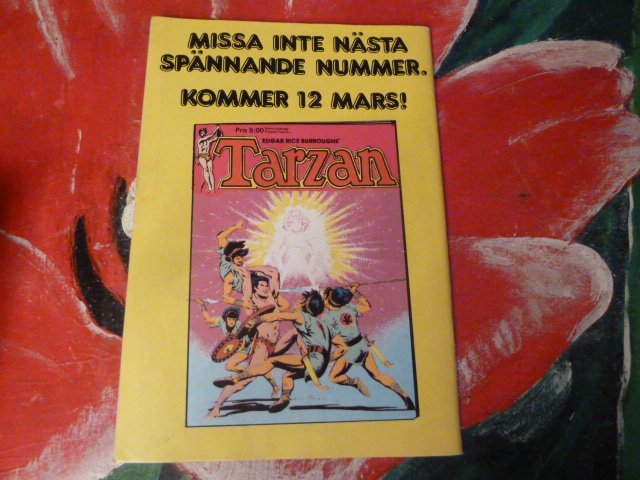 MISSA INTE NÄSTA
SPÄNNANDE NUMMER.
KOMMER 12 MARS!
Pris 9:00
EDGAR RICE BURROUGHS'
Tarzan